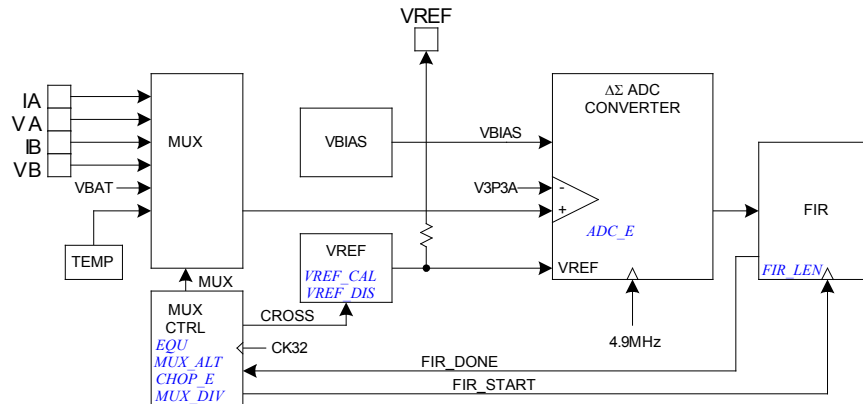 VREF
IA
VA
IB
VB
VBAT
TEMP
MUX
VBIAS
VBIAS
V3P3A
ΔΣ ADC
CONVERTER
-
+
ADC_E
VREF
4.9MHz
FIR
FIR_LEN
VREF
VREF_CAL
VREF_DIS
MUX
MUX
CTRL
EQU
MUX_ALT
CHOP_E
MUX_DIV
CROSS
CK32
FIR_DONE
FIR_START